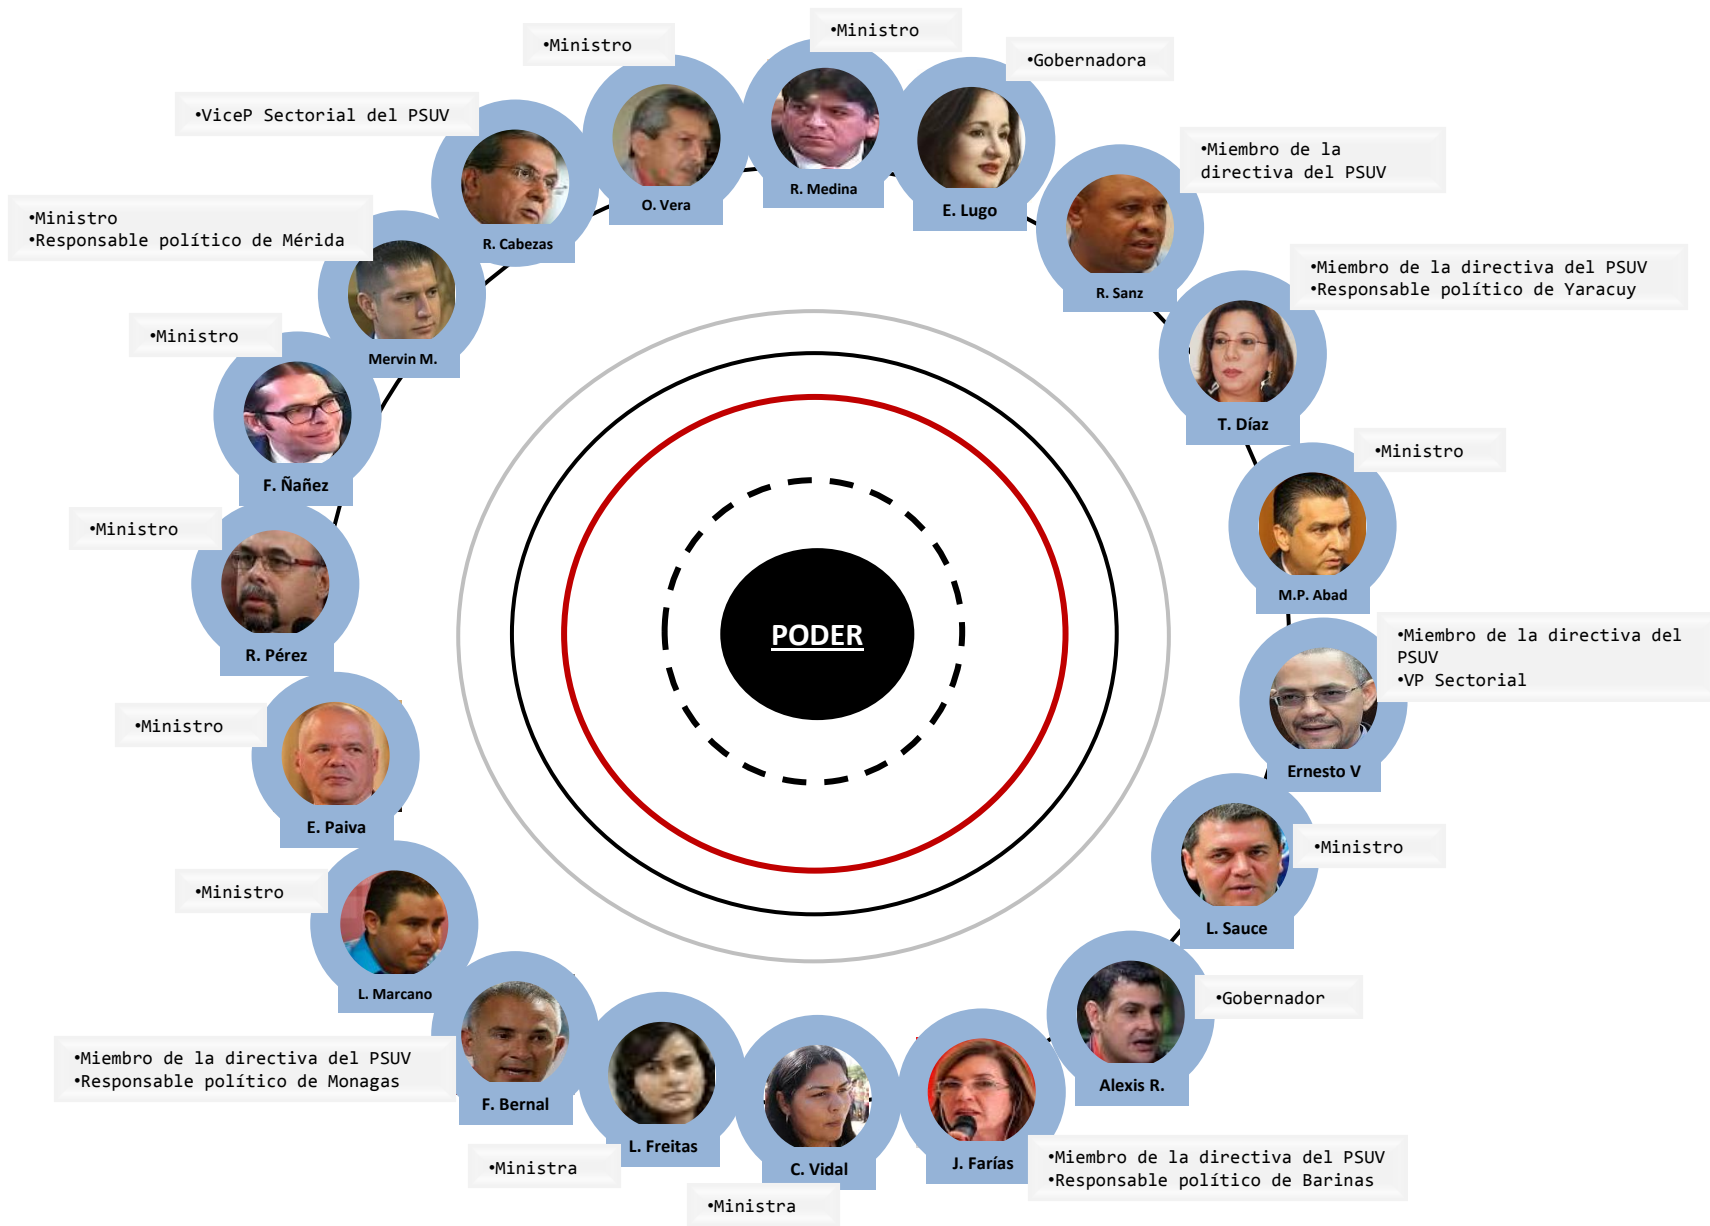 •Ministro
R. Medina
•Gobernadora
E. Lugo
•Miembro de la
directiva del PSUV
R. Sanz
•Miembro de la directiva del PSUV
•Responsable político de Yaracuy
T. Díaz
•Ministro
M.P. Abad
•Miembro de la directiva del
PSUV
•VP Sectorial
Ernesto V
•Ministro
L. Sauce
•Gobernador
Alexis R.
J. Farías
•Miembro de la directiva del PSUV
•Responsable político de Barinas
C. Vidal
•Ministra
L. Freitas
•Ministra
•Miembro de la directiva del PSUV
•Responsable político de Monagas
F. Bernal
•Ministro
L. Marcano
•Ministro
E. Paiva
•Ministro
R. Pérez
•Ministro
F. Ñañez
•Ministro
•Responsable político de Mérida
Mervin M.
•ViceP Sectorial del PSUV
R. Cabezas
•Ministro
O. Vera
PODER